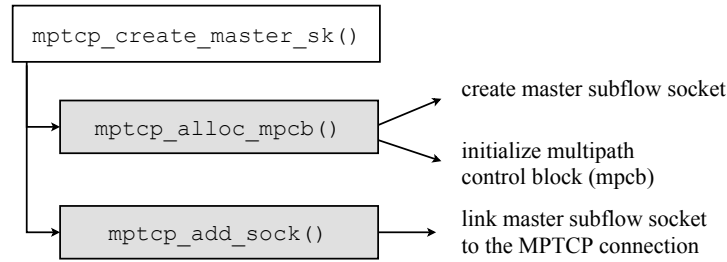 mptcp_create_master_sk()
create master subflow socket
mptcp_alloc_mpcb()
initialize multipath
control block (mpcb)
mptcp_add_sock()
link master subflow socket
to the MPTCP connection